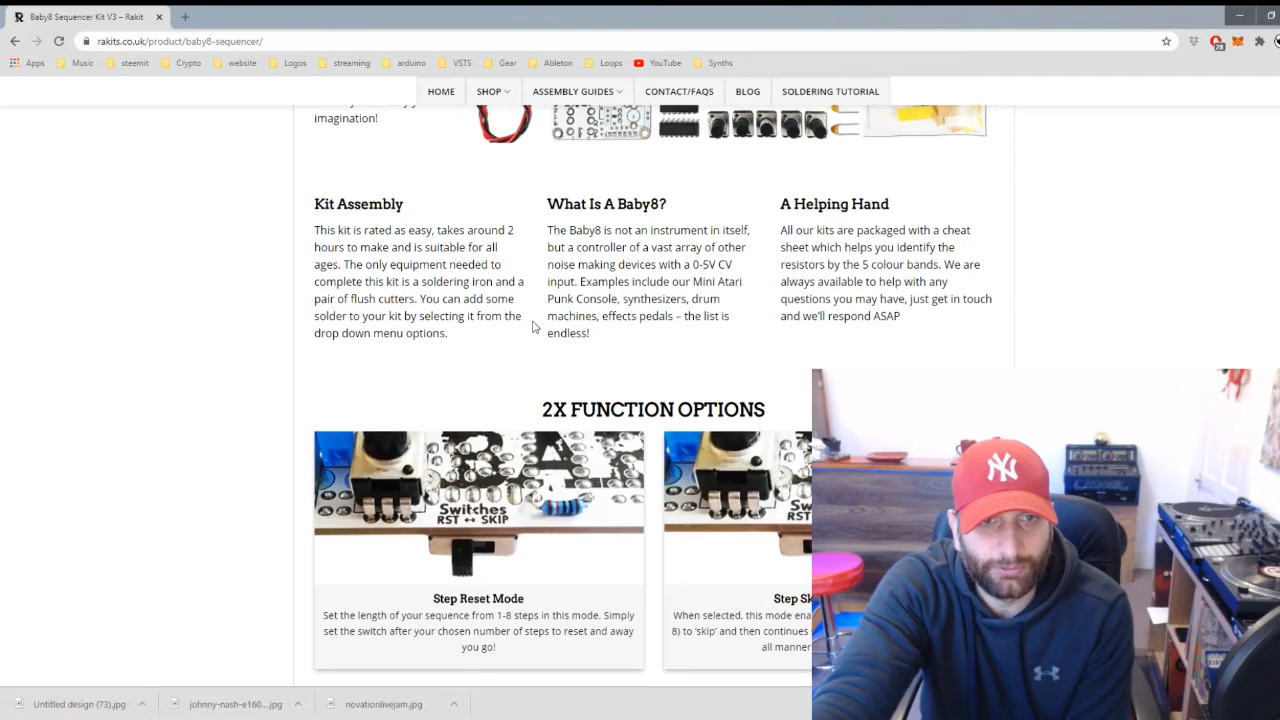 Baby8 Sequencer Kit V3 – Rakit
rakits.co.uk/product/baby8-sequencer/
28
Apps
Music
steemit
Crypto
website
Logos
streaming
arduino
VSTS
Gear
Ableton
Loops
YouTube
Synths
HOME
SHOP
ASSEMBLY GUIDES
CONTACT/FAQS
BLOG
SOLDERING TUTORIAL
imagination!
Kit Assembly
This kit is rated as easy, takes around 2
hours to make and is suitable for all
ages. The only equipment needed to
complete this kit is a soldering iron and a
pair of flush cutters. You can add some
solder to your kit by selecting it from the
drop down menu options.
What Is A Baby8?
The Baby8 is not an instrument in itself,
but a controller of a vast array of other
noise making devices with a 0-5V CV
input. Examples include our Mini Atari
Punk Console, synthesizers, drum
machines, effects pedals – the list is
endless!
A Helping Hand
All our kits are packaged with a cheat
sheet which helps you identify the
resistors by the 5 colour bands. We are
always available to help with any
questions you may have, just get in touch
and we'll respond ASAP
2X FUNCTION OPTIONS
Switches
RST ↔ SKIP
Step Reset Mode
Set the length of your sequence from 1-8 steps in this mode. Simply
set the switch after your chosen number of steps to reset and away
you go!
Swit
RST
Step Sk
When selected, this mode ena
8) to 'skip' and then continues
all manner
NY
Untitled design (73).jpg
johnny-nash-e160....jpg
novationlivejam.jpg